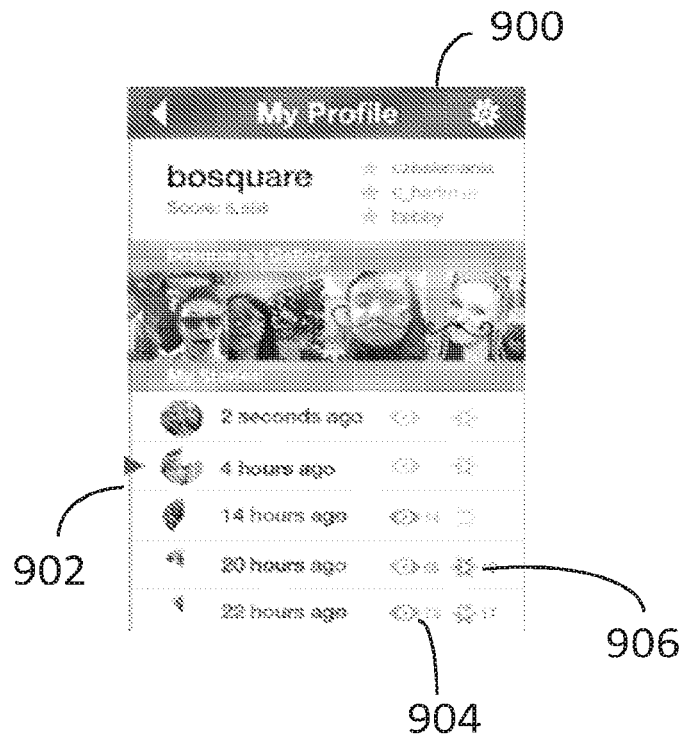 900
My Profile
bosquare
Score:
2 seconds ago
4 hours ago
14 hours ago
902
20 hours ago
906
22 hours ago
904